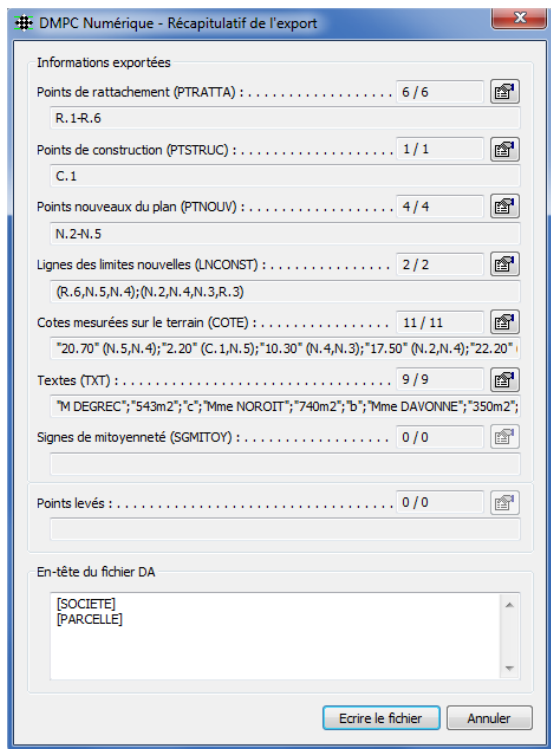 DMPC Numérique - Récapitulatif de l'export
Informations exportées
Points de rattachement (PTRATTA) : . . . . . . . . . . . . . . . . . . 6 / 6
R.1-R.6
Points de construction (PTSTRUC) : . . . . . . . . . . . . . . . . . . 1 / 1
C.1
Points nouveaux du plan (PTNOUV) : . . . . . . . . . . . . . . . . . . 4 / 4
N.2-N.5
Lignes des limites nouvelles (LNCONST) : . . . . . . . . . . . . . . . 2 / 2
(R.6,N.5,N.4);(N.2,N.4,N.3,R.3)
Cotes mesurées sur le terrain (COTE) : . . . . . . . . . . . . . . . . 11 / 11
"20.70" (N.5,N.4);"2.20" (C.1,N.5);"10.30" (N.4,N.3);"17.50" (N.2,N.4);"22.20" (
Textes (TXT) : . . . . . . . . . . . . . . . . . . . . . . . . . . . . . . . . . 9 / 9
"M DEGREC";"543m2";"c";"Mme NOROIT";"740m2";"b";"Mme DAVONNE";"350m2";
Signes de mitoyenneté (SGMITOY) : . . . . . . . . . . . . . . . . . . . 0 / 0
Points levés : . . . . . . . . . . . . . . . . . . . . . . . . . . . . . . . . . . 0 / 0
En-tête du fichier DA
[SOCIETE]
[PARCELLE]
Ecrire le fichier
Annuler